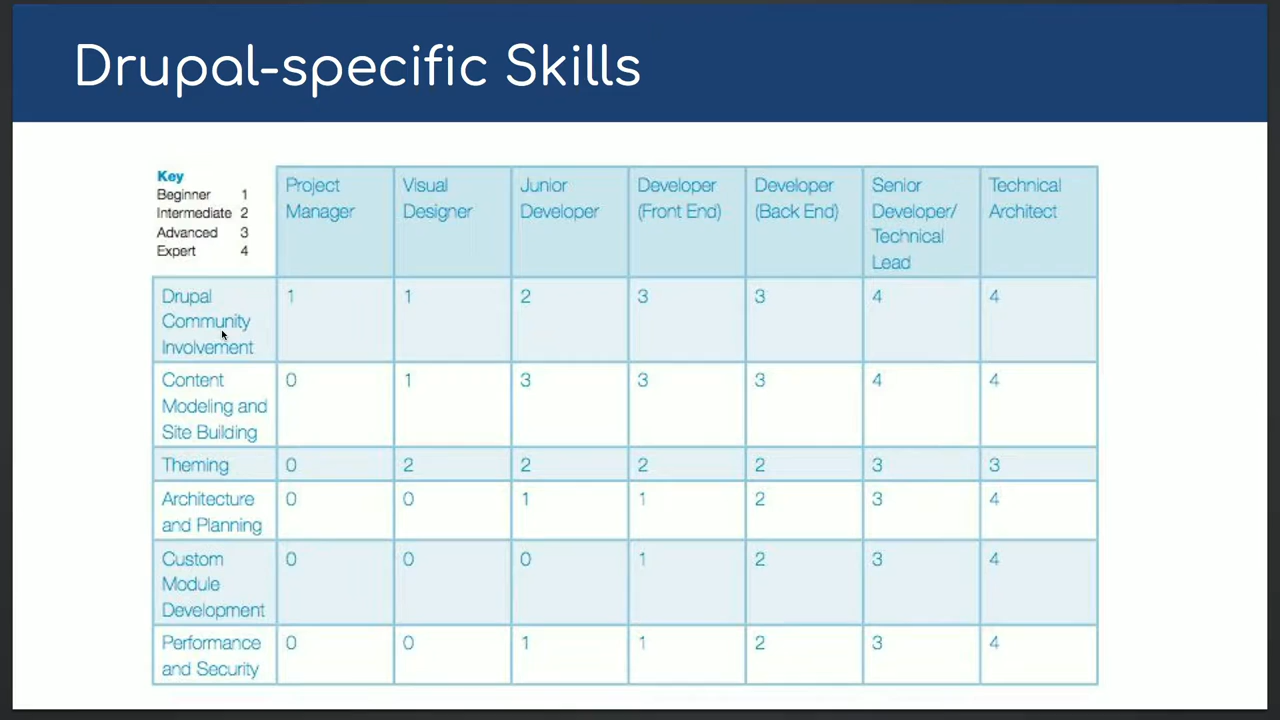 Drupal-specific Skills
Key
Beginner 1
Intermediate 2
Advanced 3
Expert 4
Project Manager
Visual Designer
Junior Developer
Developer (Front End)
Developer (Back End)
Senior Developer/ Technical Lead
Technical Architect
Drupal Community Involvement 1 1 2 3 3 4 4
Content Modeling and Site Building 0 1 3 3 3 4 4
Theming 0 2 2 2 2 3 3
Architecture and Planning 0 0 1 1 2 3 4
Custom Module Development 0 0 0 1 2 3 4
Performance and Security 0 0 1 1 2 3 4